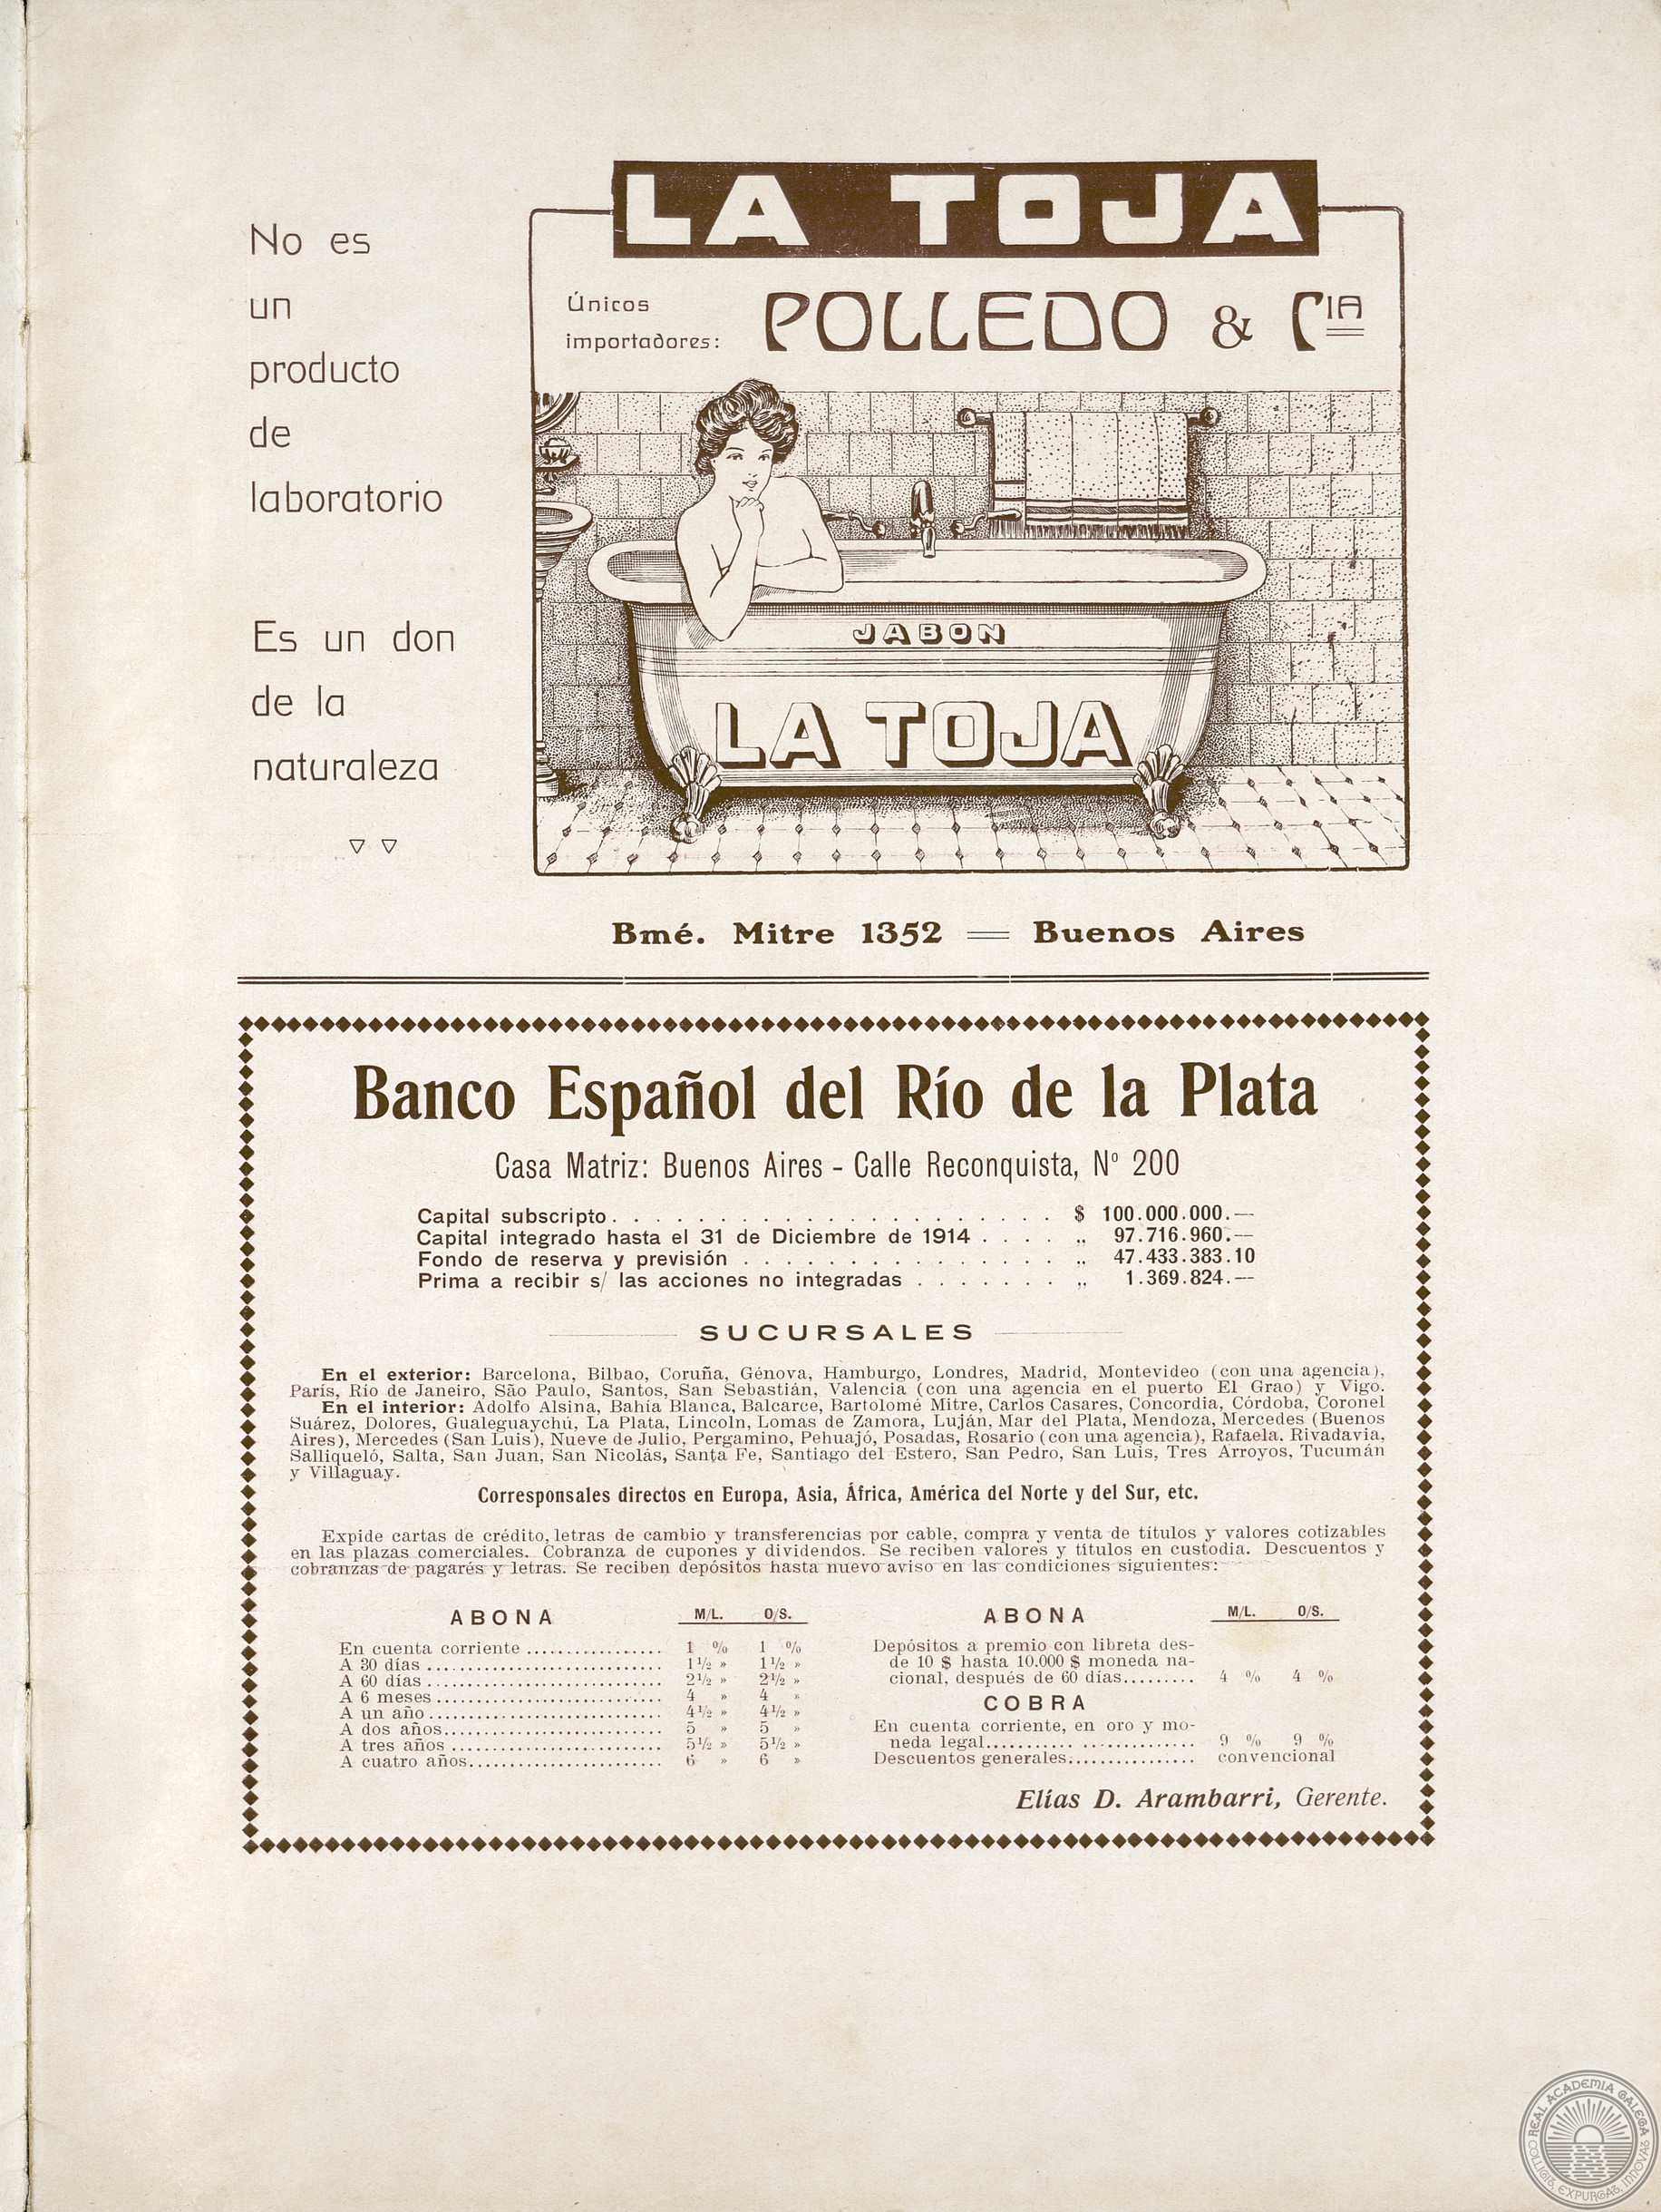 No es
un
producto
de
laboratorio
Es un don
de la
naturaleza
LA TOJA
Únicos
importadores:
POLLEDO & CIA
JABON
LA TOJA
Bmé. Mitre 1352 = Buenos Aires
Banco Español del Río de la Plata
Casa Matriz: Buenos Aires - Calle Reconquista, Nº 200
Capital subscripto. . . . . . . . . . . . . . . . . . . $ 100.000.000.—
Capital integrado hasta el 31 de Diciembre de 1914 . . . . „ 97.716.960.—
Fondo de reserva y previsión . . . . . . . . . . . . . . „ 47.433.383.10
Prima a recibir s/ las acciones no integradas . . . . . . . „ 1.369.824.—
SUCURSALES
En el exterior: Barcelona, Bilbao, Coruña, Génova, Hamburgo, Londres, Madrid, Montevideo (con una agencia),
París, Rio de Janeiro, São Paulo, Santos, San Sebastián, Valencia (con una agencia en el puerto El Grao) y Vigo.
En el interior: Adolfo Alsina, Bahía Blanca, Balcarce, Bartolomé Mitre, Carlos Casares, Concordia, Córdoba, Coronel
Suárez, Dolores, Gualeguaychú, La Plata, Lincoln, Lomas de Zamora, Luján, Mar del Plata, Mendoza, Mercedes (Buenos
Aires), Mercedes (San Luis), Nueve de Julio, Pergamino, Pehuajó, Posadas, Rosario (con una agencia), Rafaela. Rivadavia,
Salliqueló, Salta, San Juan, San Nicolás, Santa Fe, Santiago del Estero, San Pedro, San Luis, Tres Arroyos, Tucumán
y Villaguay.
Corresponsales directos en Europa, Asia, África, América del Norte y del Sur, etc.
Expide cartas de crédito, letras de cambio y transferencias por cable, compra y venta de títulos y valores cotizables
en las plazas comerciales. Cobranza de cupones y dividendos. Se reciben valores y títulos en custodia. Descuentos y
cobranzas de pagarés y letras. Se reciben depósitos hasta nuevo aviso en las condiciones siguientes:
ABONA M/L. O/S.
En cuenta corriente .................. 1 % 1 %
A 30 días .............................. 1½ » 1½ »
A 60 días .............................. 2½ » 2½ »
A 6 meses ............................. 4 » 4 »
A un año .............................. 4½ » 4½ »
A dos años............................ 5 » 5 »
A tres años ........................... 5½ » 5½ »
A cuatro años......................... 6 » 6 »
ABONA M/L. O/S.
Depósitos a premio con libreta des-
de 10 $ hasta 10.000 $ moneda na-
cional, después de 60 días......... 4 % 4 %
COBRA
En cuenta corriente, en oro y mo-
neda legal........................... 9 % 9 %
Descuentos generales................ convencional
Elías D. Arambarri, Gerente.
REAL ACADEMIA GALEGA
COLLIGIT, EXPURGAT, INNOVAT